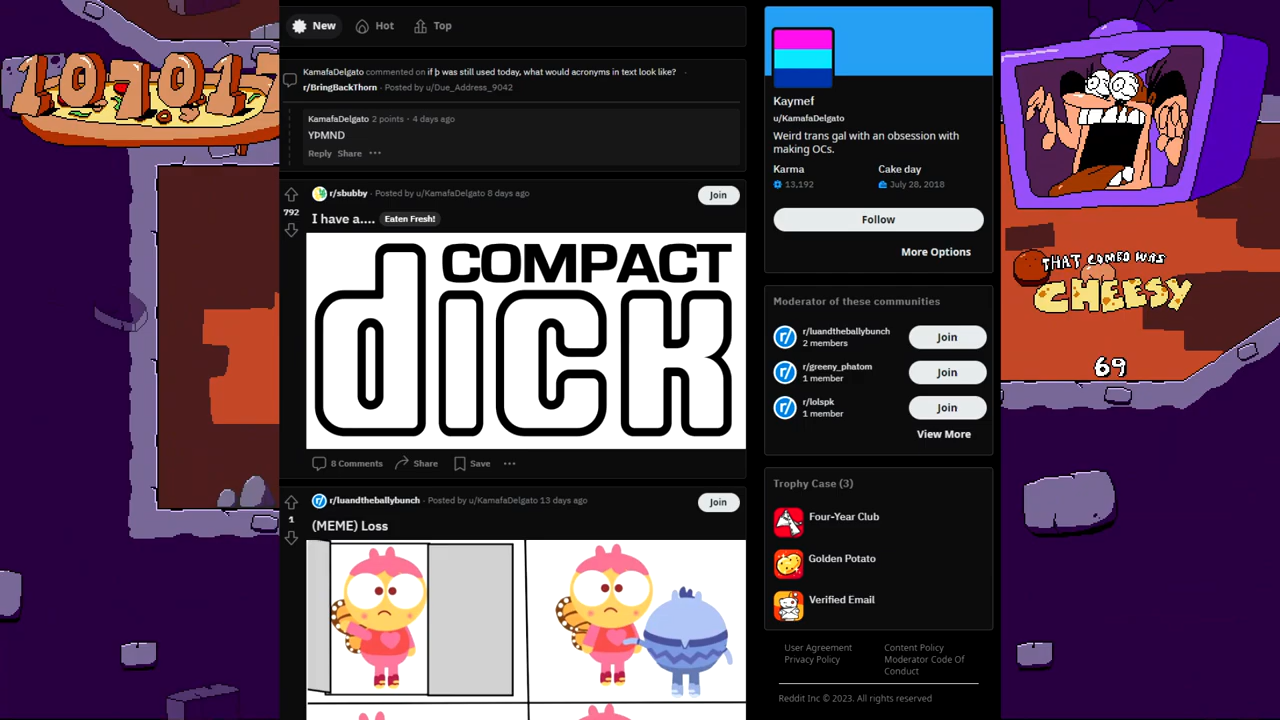 10701
New
Hot
Top
KamafaDelgato commented on if þ was still used today, what would acronyms in text look like? ·
r/BringBackThorn · Posted by u/Due_Address_9042
KamafaDelgato 2 points · 4 days ago
YÞMND
Reply Share ···
r/sbubby · Posted by u/KamafaDelgato 8 days ago
Join
792
I have a.... Eaten Fresh!
COMPACT
dick
8 Comments Share Save ···
r/luandtheballybunch · Posted by u/KamafaDelgato 13 days ago
Join
1
(MEME) Loss
Kaymef
u/KamafaDelgato
Weird trans gal with an obsession with
making OCs.
Karma
Cake day
13,192
July 28, 2018
Follow
More Options
Moderator of these communities
r/luandtheballybunch
2 members
Join
r/greeny_phatom
1 member
Join
r/lolspk
1 member
Join
View More
Trophy Case (3)
Four-Year Club
Golden Potato
Verified Email
User Agreement
Privacy Policy
Content Policy
Moderator Code Of
Conduct
Reddit Inc © 2023. All rights reserved
THAT COMBO WAS
CHEESY
69